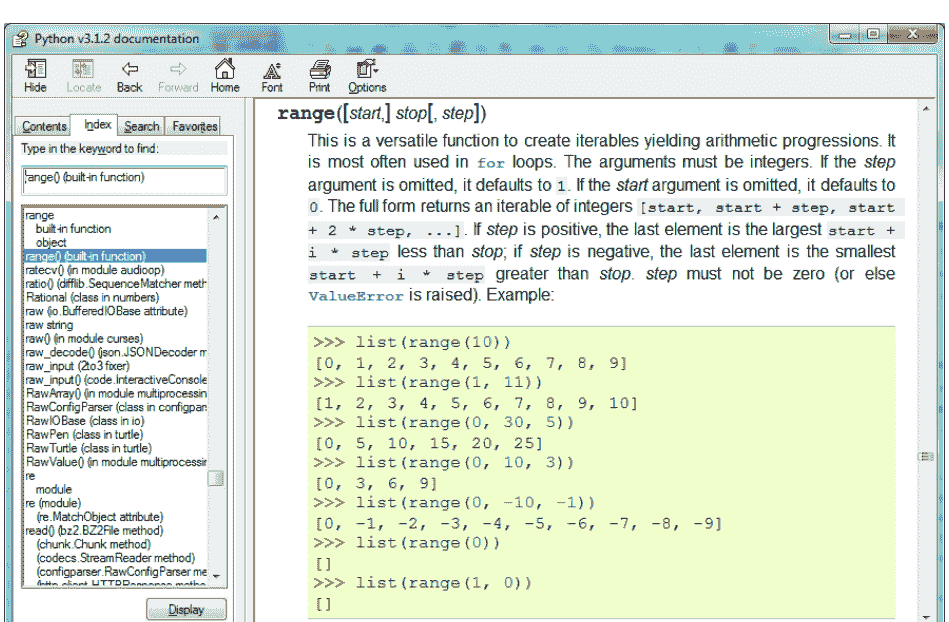 Python v3.1.2 documentation
Hide Locate Back Forward Home Font Print Options
Contents Index Search Favorites
Type in the keyword to find:
range() (built-in function)
range
built-in function
object
range() (built-in function)
ratecv() (in module audioop)
ratio() (difflib.SequenceMatcher meth
Rational (class in numbers)
raw (io.BufferedIOBase attribute)
raw string
raw() (in module curses)
raw_decode() (json.JSONDecoder m
raw_input (2to3 fixer)
raw_input() (code.InteractiveConsole
RawArray() (in module multiprocessin
RawConfigParser (class in configpars
RawIOBase (class in io)
RawPen (class in turtle)
RawTurtle (class in turtle)
RawValue() (in module multiprocessir
re
module
re (module)
(re.MatchObject attribute)
read() (bz2.BZ2File method)
(chunk.Chunk method)
(codecs.StreamReader method)
(configparser.RawConfigParser me
Display
range([start,] stop[, step])
This is a versatile function to create iterables yielding arithmetic progressions. It
is most often used in for loops. The arguments must be integers. If the step
argument is omitted, it defaults to 1. If the start argument is omitted, it defaults to
0. The full form returns an iterable of integers [start, start + step, start
+ 2 * step, ...]. If step is positive, the last element is the largest start +
i * step less than stop; if step is negative, the last element is the smallest
start + i * step greater than stop. step must not be zero (or else
ValueError is raised). Example:
>>> list(range(10))
[0, 1, 2, 3, 4, 5, 6, 7, 8, 9]
>>> list(range(1, 11))
[1, 2, 3, 4, 5, 6, 7, 8, 9, 10]
>>> list(range(0, 30, 5))
[0, 5, 10, 15, 20, 25]
>>> list(range(0, 10, 3))
[0, 3, 6, 9]
>>> list(range(0, -10, -1))
[0, -1, -2, -3, -4, -5, -6, -7, -8, -9]
>>> list(range(0))
[]
>>> list(range(1, 0))
[]